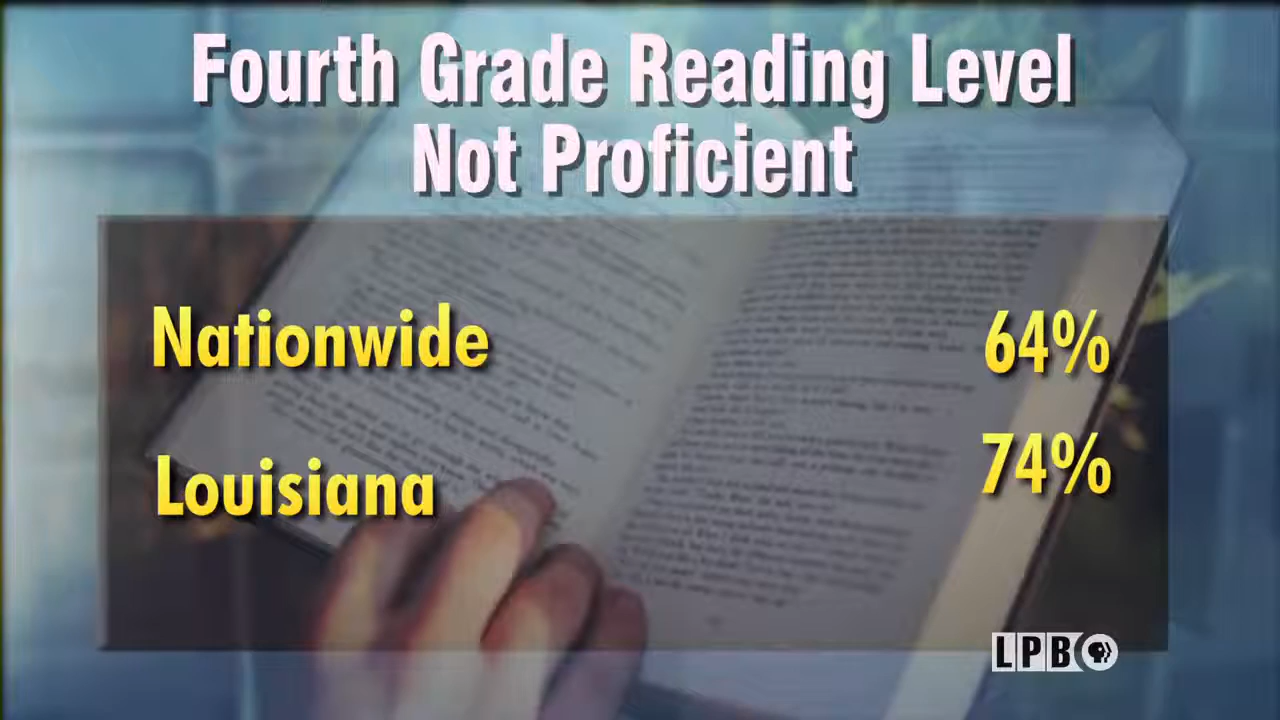 Fourth Grade Reading Level
Not Proficient
Nationwide 64%
Louisiana 74%
LPB